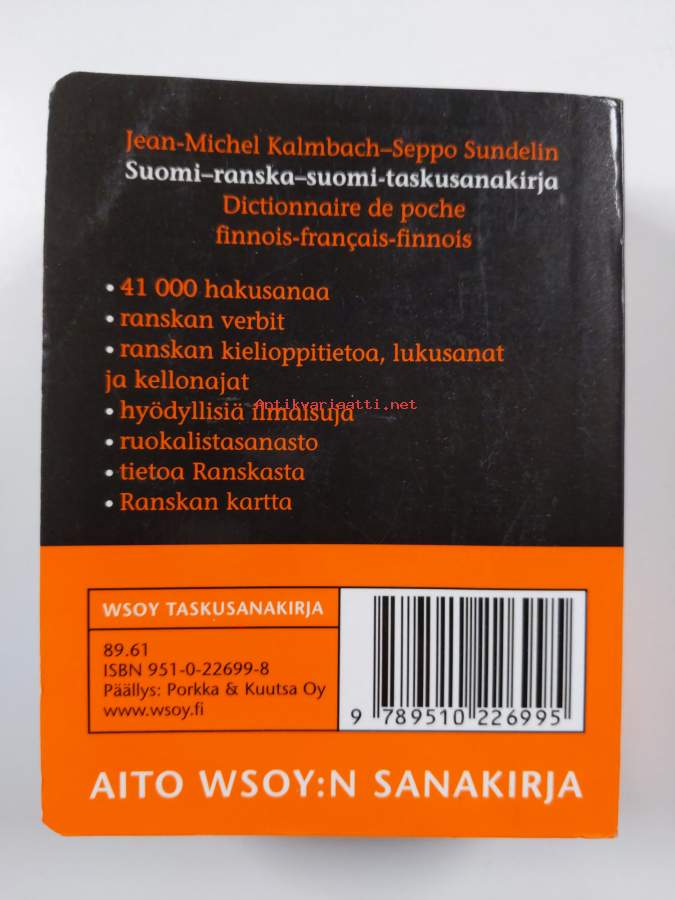 Jean-Michel Kalmbach–Seppo Sundelin
Suomi–ranska–suomi-taskusanakirja
Dictionnaire de poche
finnois-français-finnois
• 41 000 hakusanaa
• ranskan verbit
• ranskan kielioppitietoa, lukusanat
ja kellonajat
• hyödyllisiä ilmaisuja
Antikvariaatti.net
• ruokalistasanasto
• tietoa Ranskasta
• Ranskan kartta
WSOY TASKUSANAKIRJA
89.61
ISBN 951-0-22699-8
Päällys: Porkka & Kuutsa Oy
www.wsoy.fi
9 789510 226995
AITO WSOY:N SANAKIRJA